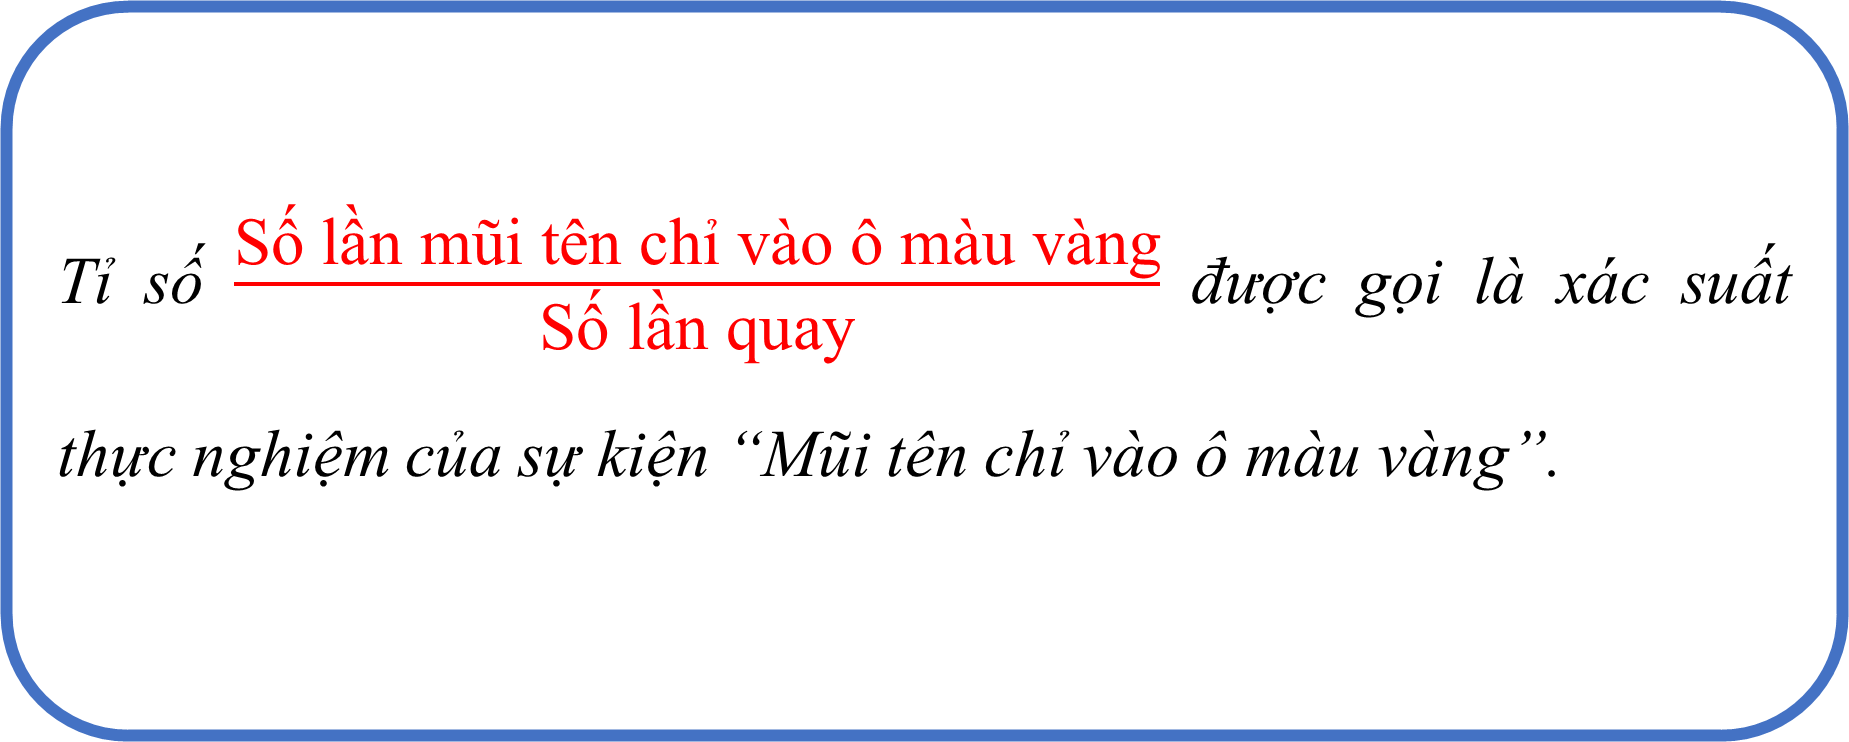 Tỉ số Số lần mũi tên chỉ vào ô màu vàng được gọi là xác suất
Số lần quay
thực nghiệm của sự kiện “Mũi tên chỉ vào ô màu vàng”.